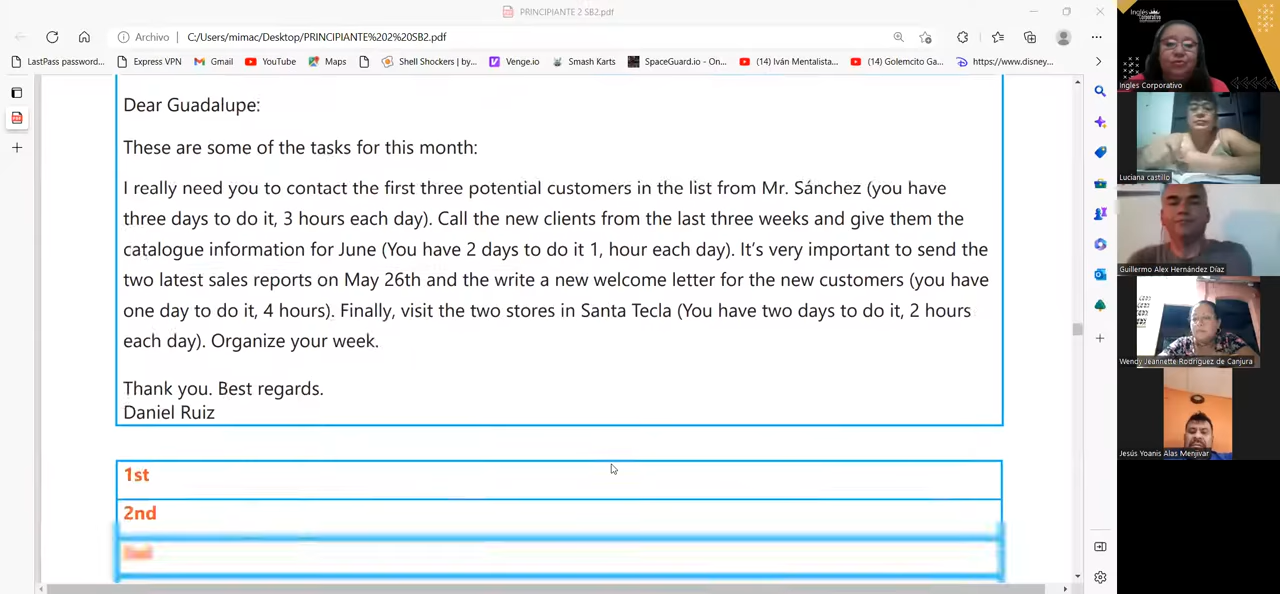 PRINCIPIANTE 2 SB2.pdf
Archivo
C:/Users/mimac/Desktop/PRINCIPIANTE%202%20SB2.pdf
LastPass password...
Express VPN
Gmail
YouTube
Maps
Shell Shockers | by...
Venge.io
Smash Karts
SpaceGuard.io - On...
(14) Iván Mentalista...
(14) Golemcito Ga...
https://www.disney...
Dear Guadalupe:
These are some of the tasks for this month:
I really need you to contact the first three potential customers in the list from Mr. Sánchez (you have
three days to do it, 3 hours each day). Call the new clients from the last three weeks and give them the
catalogue information for June (You have 2 days to do it 1, hour each day). It’s very important to send the
two latest sales reports on May 26th and the write a new welcome letter for the new customers (you have
one day to do it, 4 hours). Finally, visit the two stores in Santa Tecla (You have two days to do it, 2 hours
each day). Organize your week.
Thank you. Best regards.
Daniel Ruiz
1st
2nd
Inglés
Corporativo
Ingles Corporativo
Luciana castillo
Guillermo Alex Hernández Díaz
Wendy Jeannette Rodríguez de Canjura
Jesús Yoanis Alas Menjivar